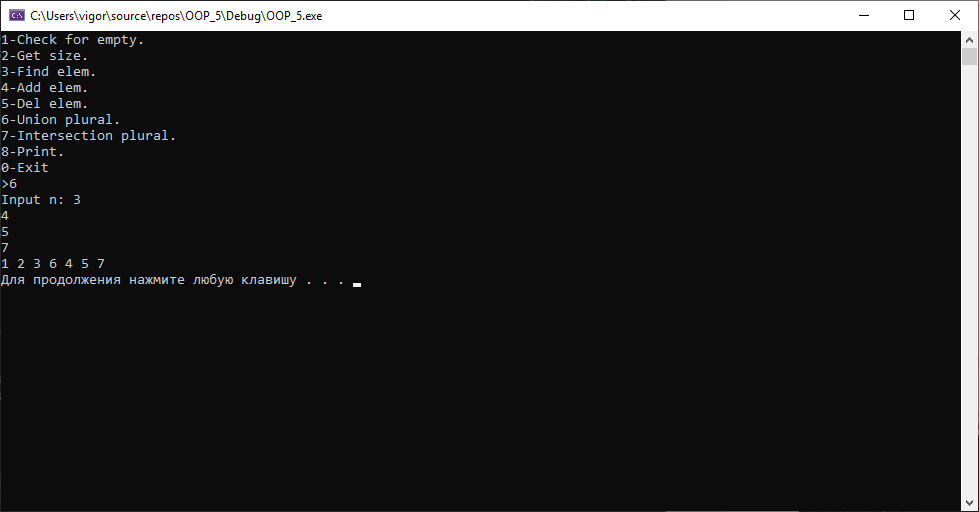 C:\Users\vigor\source\repos\OOP_5\Debug\OOP_5.exe
1-Check for empty.
2-Get size.
3-Find elem.
4-Add elem.
5-Del elem.
6-Union plural.
7-Intersection plural.
8-Print.
0-Exit
>6
Input n: 3
4
5
7
1 2 3 6 4 5 7
Для продолжения нажмите любую клавишу . . .